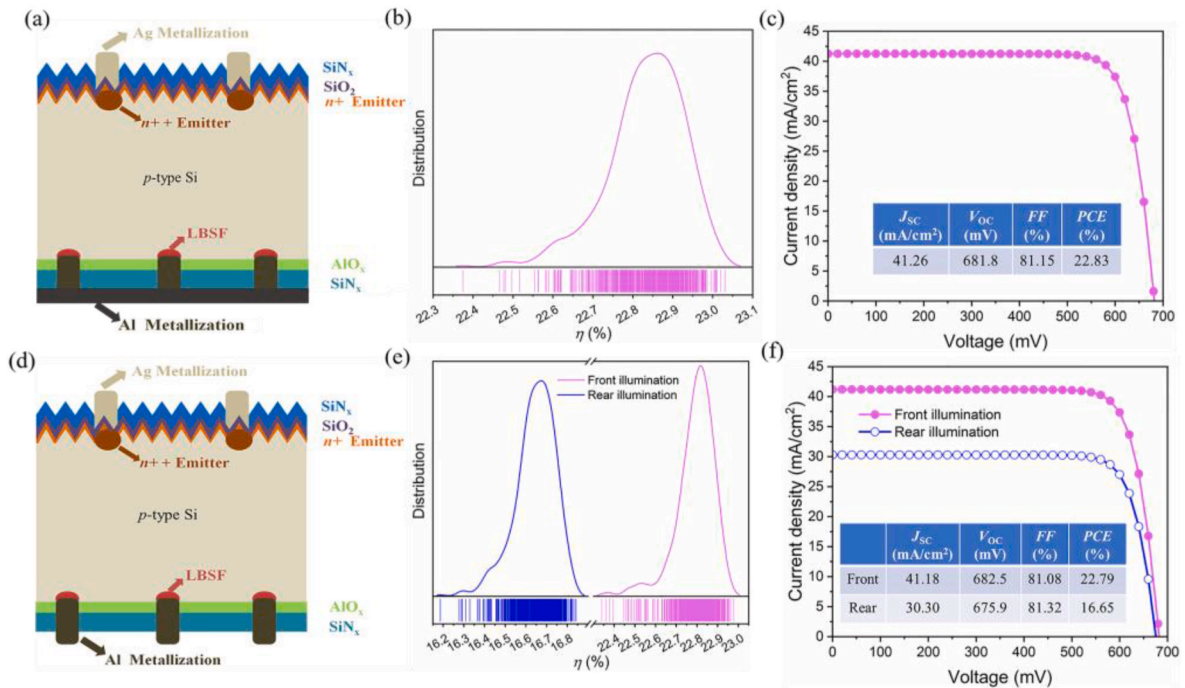 (a)
Ag Metallization
SiNₓ
SiO₂
n+ Emitter
n++ Emitter
p-type Si
LBSF
AlOₓ
SiNₓ
Al Metallization
(b)
Distribution
22.3 22.4 22.5 22.6 22.7 22.8 22.9 23.0 23.1
η (%)
(c)
Current density (mA/cm²)
45
40
35
30
25
20
15
10
5
0
J_SC (mA/cm²) V_OC (mV) FF (%) PCE (%)
41.26 681.8 81.15 22.83
0 100 200 300 400 500 600 700
Voltage (mV)
(d)
Ag Metallization
SiNₓ
SiO₂
n+ Emitter
n++ Emitter
p-type Si
LBSF
AlOₓ
SiNₓ
Al Metallization
(e)
Distribution
Front illumination
Rear illumination
16.2 16.3 16.4 16.5 16.6 16.7 16.8 22.4 22.5 22.6 22.7 22.8 22.9 23.0
η (%)
(f)
Current density (mA/cm²)
45
40
35
30
25
20
15
10
5
0
Front illumination
Rear illumination
J_SC (mA/cm²) V_OC (mV) FF (%) PCE (%)
Front 41.18 682.5 81.08 22.79
Rear 30.30 675.9 81.32 16.65
0 100 200 300 400 500 600 700
Voltage (mV)